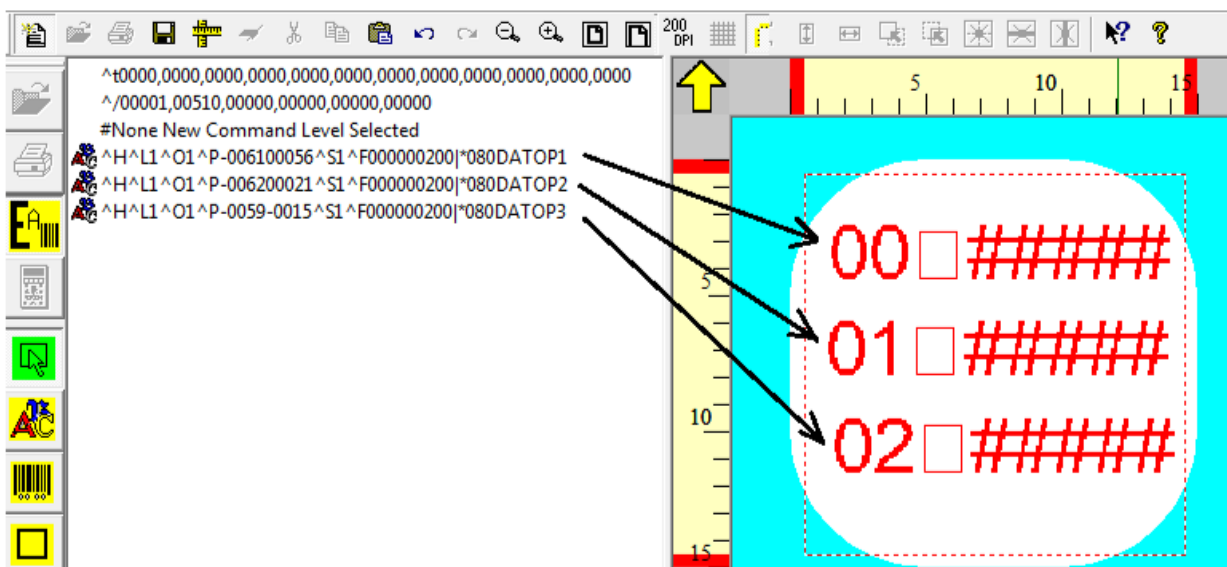 200 DPI
^t0000,0000,0000,0000,0000,0000,0000,0000,0000,0000,0000,0000
^/00001,00510,00000,00000,00000,00000
#None New Command Level Selected
^H^L1^O1^P-006100056^S1^F000000200|*080DATOP1
^H^L1^O1^P-006200021^S1^F000000200|*080DATOP2
^H^L1^O1^P-0059-0015^S1^F000000200|*080DATOP3
5 10 15
5
10
15
00□#####
01□#####
02□#####